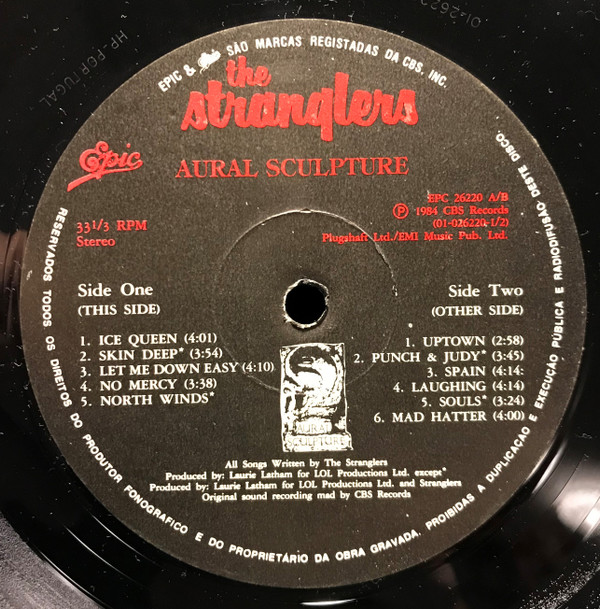 EPIC & Epic SÃO MARCAS REGISTADAS DA CBS, INC.
the
stranglers
Epic
AURAL SCULPTURE
33 1/3 RPM
Stereo
EPC 26220 A/B
Ⓟ 1984 CBS Records
(01-026220-1/2)
Plugshaft Ltd./EMI Music Pub. Ltd.
Side One
(THIS SIDE)
1. ICE QUEEN (4:01)
2. SKIN DEEP* (3:54)
3. LET ME DOWN EASY (4:10)
4. NO MERCY (3:38)
5. NORTH WINDS*
Side Two
(OTHER SIDE)
1. UPTOWN (2:58)
2. PUNCH & JUDY* (3:45)
3. SPAIN (4:14:
4. LAUGHING (4:14)
5. SOULS* (3:24)
6. MAD HATTER (4:00)
AURAL
SCULPTURE
All Songs Written by The Stranglers
Produced by: Laurie Latham for LOL Productions Ltd. except*
Produced by: Laurie Latham for LOL Productions Ltd. and Stranglers
Original sound recording mad by CBS Records
RESERVADOS TODOS OS DIREITOS DO PRODUTOR FONOGRAFICO E DO PROPRIETÁRIO DA OBRA GRAVADA. PROIBIDAS A DUPLICAÇAO E EXECUÇÃO PÚBLICA E RADIODIFUSÃO DESTE DISCO.
HP-PORTUGAL